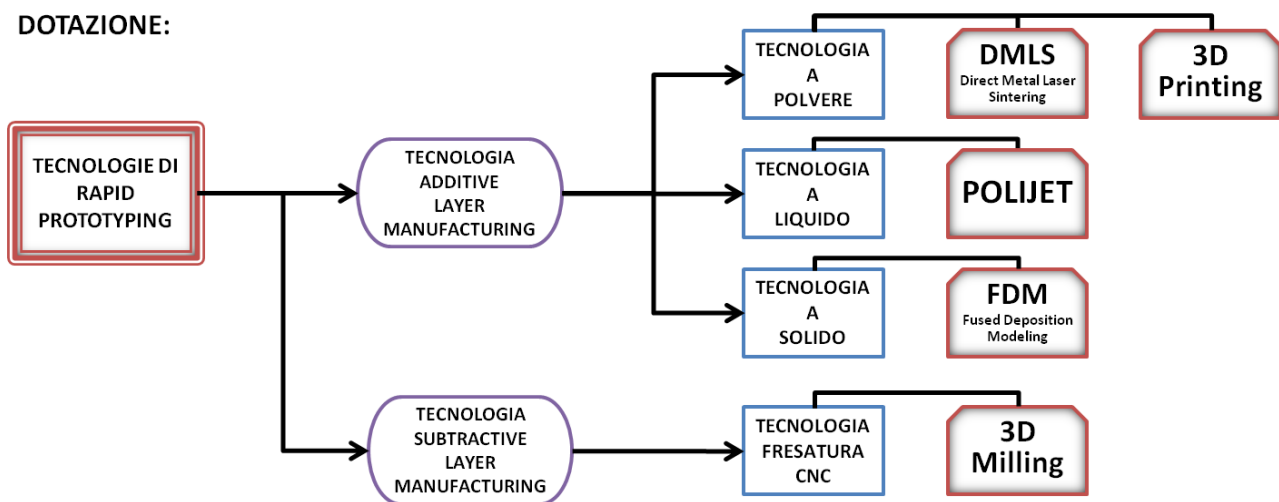 DOTAZIONE:
TECNOLOGIE DI
RAPID
PROTOTYPING
TECNOLOGIA
ADDITIVE
LAYER
MANUFACTURING
TECNOLOGIA
A
POLVERE
DMLS
Direct Metal Laser
Sintering
3D
Printing
TECNOLOGIA
A
LIQUIDO
POLIJET
TECNOLOGIA
A
SOLIDO
FDM
Fused Deposition
Modeling
TECNOLOGIA
SUBTRACTIVE
LAYER
MANUFACTURING
TECNOLOGIA
FRESATURA
CNC
3D
Milling